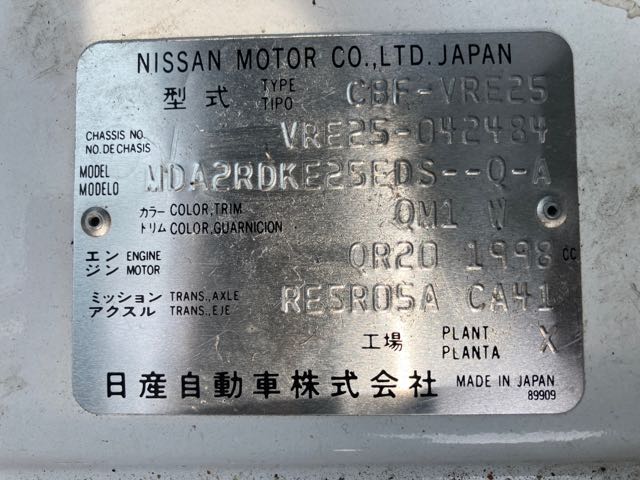 NISSAN MOTOR CO.,LTD. JAPAN
型式 TYPE TIPO CBF-VRE25
CHASSIS NO. NO. DE CHASIS VRE25-042484
MODEL MODELO MDA2RDKE25EDS--Q-A
カラー COLOR,TRIM
トリム COLOR,GUARNICION QM1 W
エンジン ENGINE MOTOR QR20 1998 CC
ミッション TRANS.,AXLE
アクスル TRANS.,EJE RE5R05A CA41
工場 PLANT PLANTA X
日産自動車株式会社 MADE IN JAPAN
89909